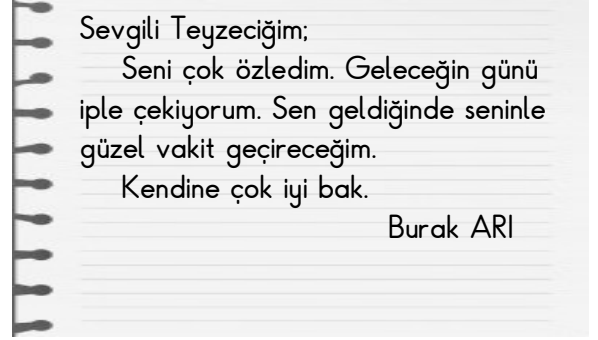 Sevgili Teyzeciğim;
Seni çok özledim. Geleceğin günü
iple çekiyorum. Sen geldiğinde seninle
güzel vakit geçireceğim.
Kendine çok iyi bak.
Burak ARI